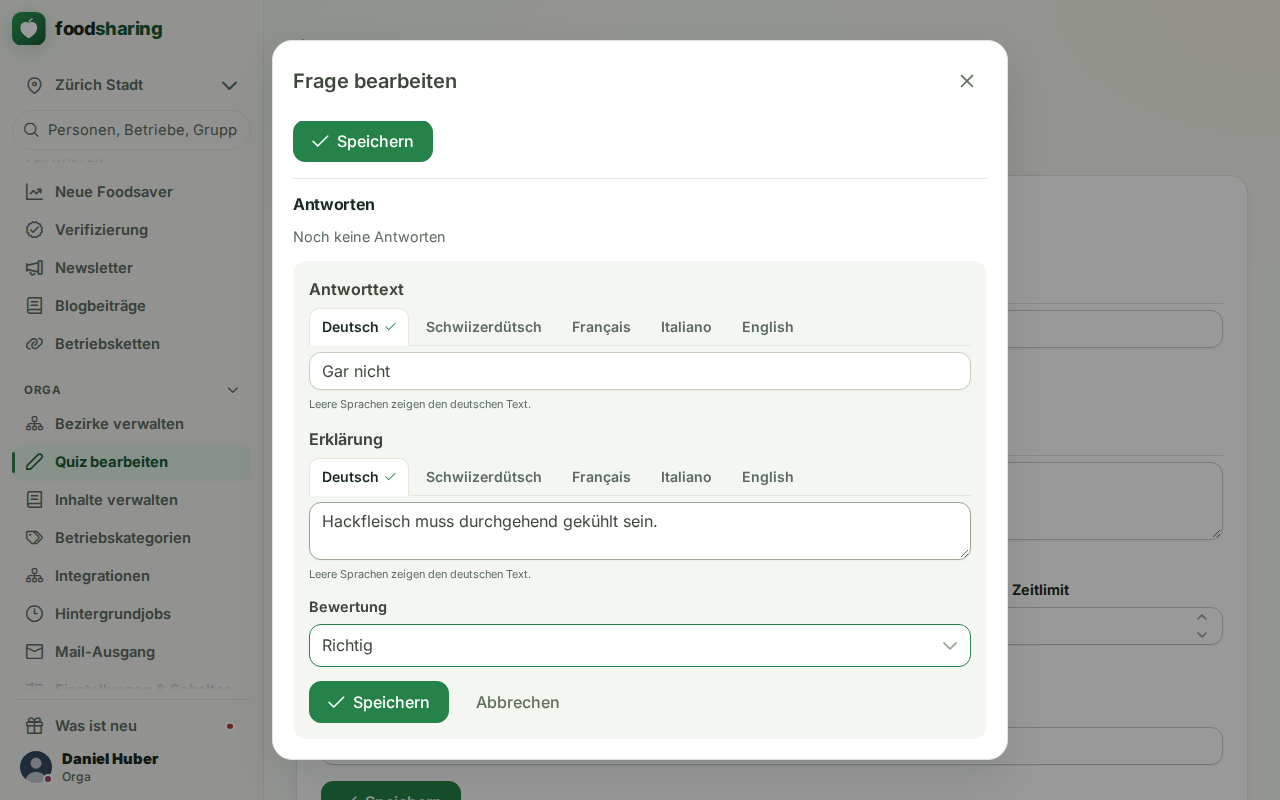 foodsharing
Zürich Stadt
Personen, Betriebe, Grupp
Neue Foodsaver
Verifizierung
Newsletter
Blogbeiträge
Betriebsketten
ORGA
Bezirke verwalten
Quiz bearbeiten
Inhalte verwalten
Betriebskategorien
Integrationen
Hintergrundjobs
Mail-Ausgang
Einstellungen & Schalter
Was ist neu
Daniel Huber
Orga
Frage bearbeiten
Speichern
Antworten
Noch keine Antworten
Antworttext
Deutsch Schwiizerdütsch Français Italiano English
Gar nicht
Leere Sprachen zeigen den deutschen Text.
Erklärung
Deutsch Schwiizerdütsch Français Italiano English
Hackfleisch muss durchgehend gekühlt sein.
Leere Sprachen zeigen den deutschen Text.
Bewertung
Richtig
Speichern Abbrechen
Zeitlimit
Speichern